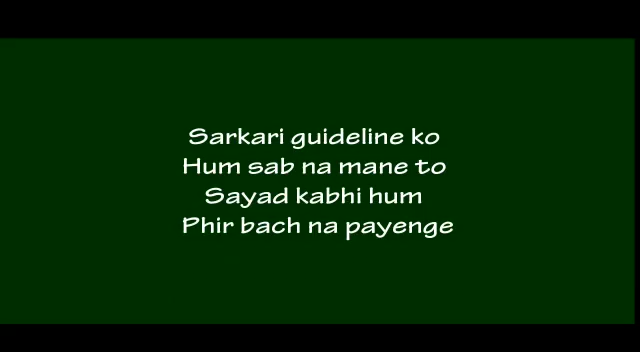 Sarkari guideline ko
Hum sab na mane to
Sayad kabhi hum
Phir bach na payenge